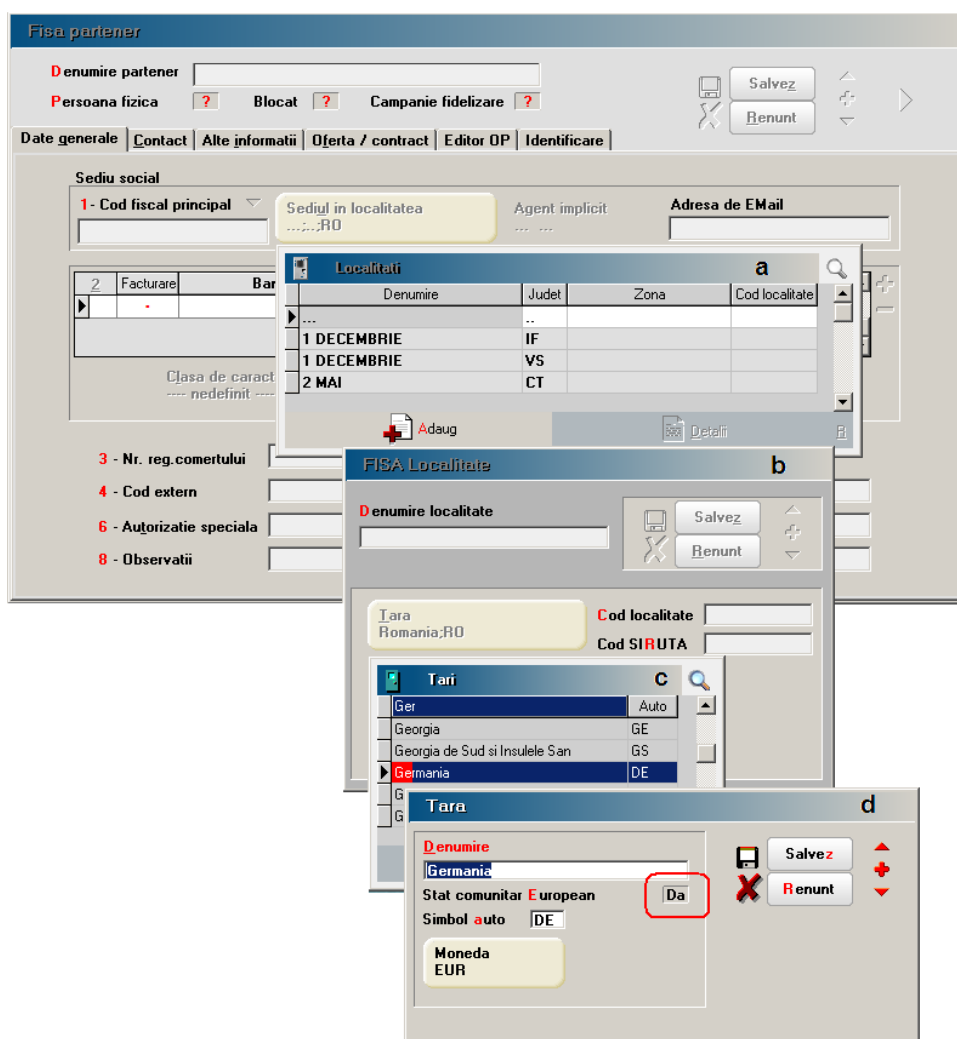 Fisa partener
Denumire partener
Persoana fizica ? Blocat ? Campanie fidelizare ?
Salvez
Renunt
Date generale Contact Alte informatii Oferta / contract Editor OP Identificare
Sediu social
1 - Cod fiscal principal
Sediul in localitatea
...;..;RO
Agent implicit
... ...
Adresa de EMail
2 Facturare Bar
-
Clasa de caract
---- nedefinit ----
3 - Nr. reg.comertului
4 - Cod extern
6 - Autorizatie speciala
8 - Observatii
Localitati a
Denumire Judet Zona Cod localitate
... ..
1 DECEMBRIE IF
1 DECEMBRIE VS
2 MAI CT
Adaug Detalii R
FISA Localitate b
Denumire localitate
Salvez
Renunt
Tara
Romania;RO
Cod localitate
Cod SIRUTA
Tari c
Ger Auto
Georgia GE
Georgia de Sud si Insulele San GS
Germania DE
G
G
Tara d
Denumire
Germania
Stat comunitar European Da
Simbol auto DE
Moneda
EUR
Salvez
Renunt